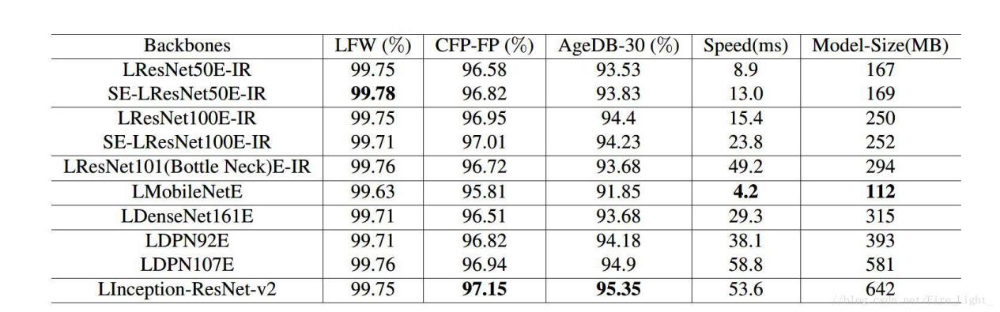 Backbones LFW (%) CFP-FP (%) AgeDB-30 (%) Speed(ms) Model-Size(MB)
LResNet50E-IR 99.75 96.58 93.53 8.9 167
SE-LResNet50E-IR 99.78 96.82 93.83 13.0 169
LResNet100E-IR 99.75 96.95 94.4 15.4 250
SE-LResNet100E-IR 99.71 97.01 94.23 23.8 252
LResNet101(Bottle Neck)E-IR 99.76 96.72 93.68 49.2 294
LMobileNetE 99.63 95.81 91.85 4.2 112
LDenseNet161E 99.71 96.51 93.68 29.3 315
LDPN92E 99.71 96.82 94.18 38.1 393
LDPN107E 99.76 96.94 94.9 58.8 581
LInception-ResNet-v2 99.75 97.15 95.35 53.6 642
//blog.csdn.net/Fire_Light_